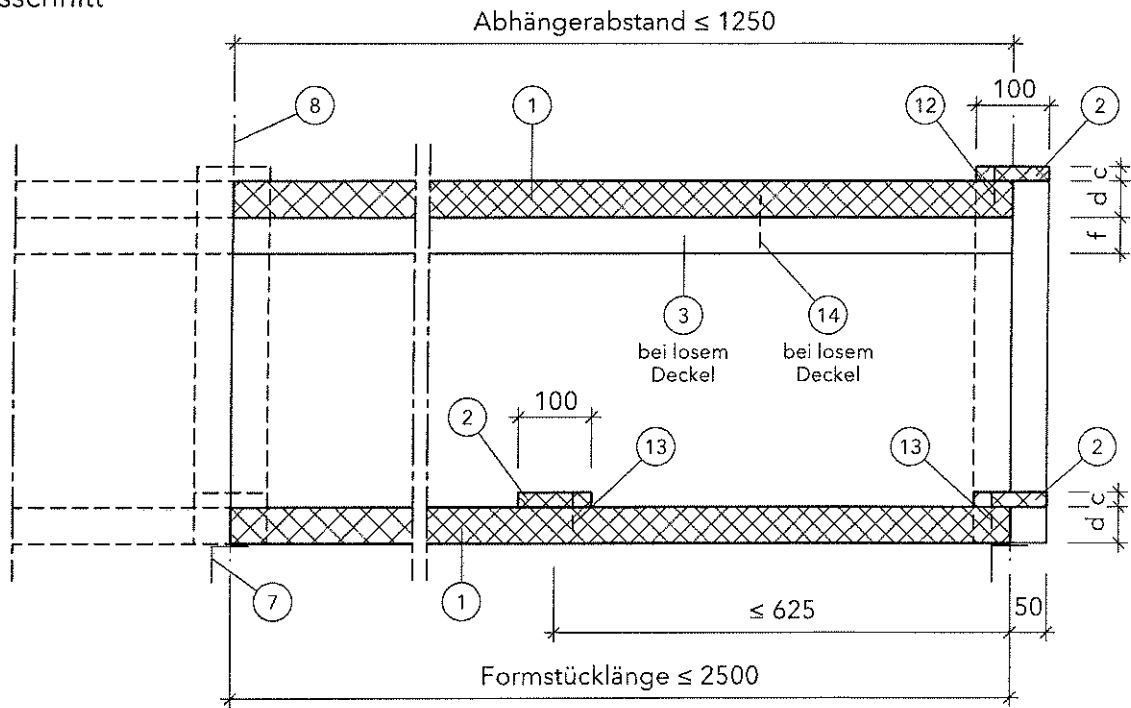 sschnitt
Abhängerabstand ≤ 1250
8
1
12
100
2
c
d
f
3
14
bei losem
Deckel
bei losem
Deckel
100
2
13
13
2
c
d
7
1
≤ 625
50
Formstücklänge ≤ 2500